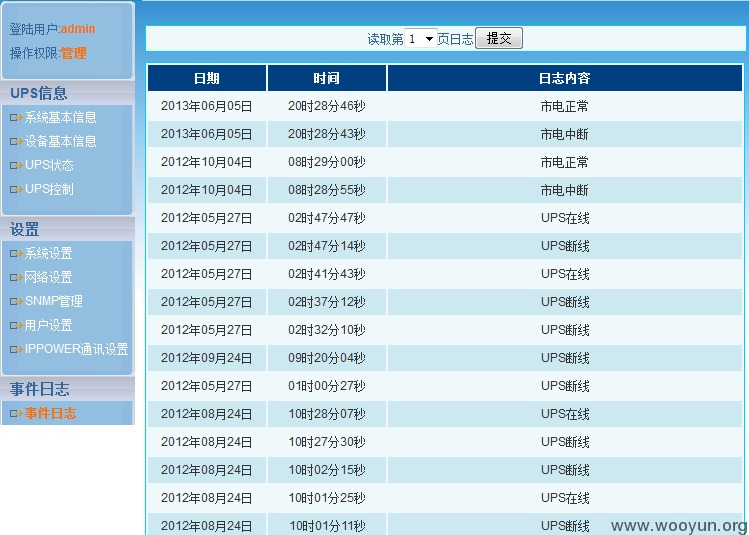 登陆用户:admin
操作权限:管理
UPS信息
系统基本信息
设备基本信息
UPS状态
UPS控制
设置
系统设置
网络设置
SNMP管理
用户设置
IPPOWER通讯设置
事件日志
事件日志
读取第 1 页日志 提交
日期 时间 日志内容
2013年06月05日 20时28分46秒 市电正常
2013年06月05日 20时28分43秒 市电中断
2012年10月04日 08时29分00秒 市电正常
2012年10月04日 08时28分55秒 市电中断
2012年05月27日 02时47分47秒 UPS在线
2012年05月27日 02时47分14秒 UPS断线
2012年05月27日 02时41分43秒 UPS在线
2012年05月27日 02时37分12秒 UPS断线
2012年05月27日 02时32分10秒 UPS断线
2012年09月24日 09时20分04秒 UPS断线
2012年05月27日 01时00分27秒 UPS断线
2012年08月24日 10时28分07秒 UPS在线
2012年08月24日 10时27分30秒 UPS断线
2012年08月24日 10时02分15秒 UPS断线
2012年08月24日 10时01分25秒 UPS在线
2012年08月24日 10时01分11秒 UPS断线
www.wooyun.org